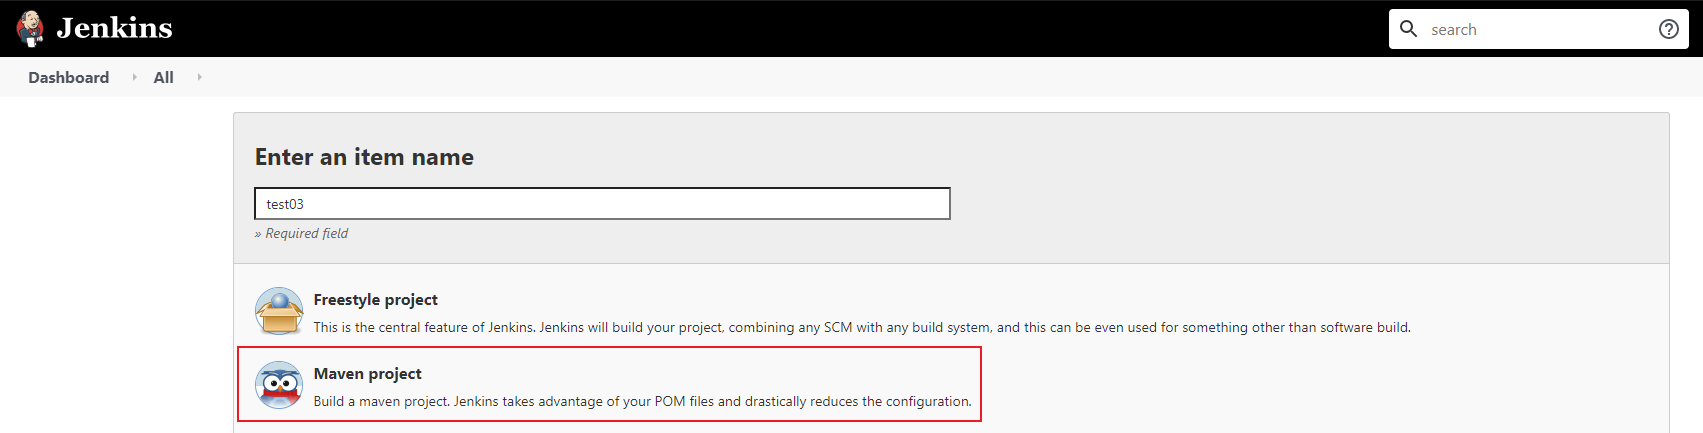 Jenkins
search
Dashboard All
Enter an item name
test03
» Required field
Freestyle project
This is the central feature of Jenkins. Jenkins will build your project, combining any SCM with any build system, and this can be even used for something other than software build.
Maven project
Build a maven project. Jenkins takes advantage of your POM files and drastically reduces the configuration.